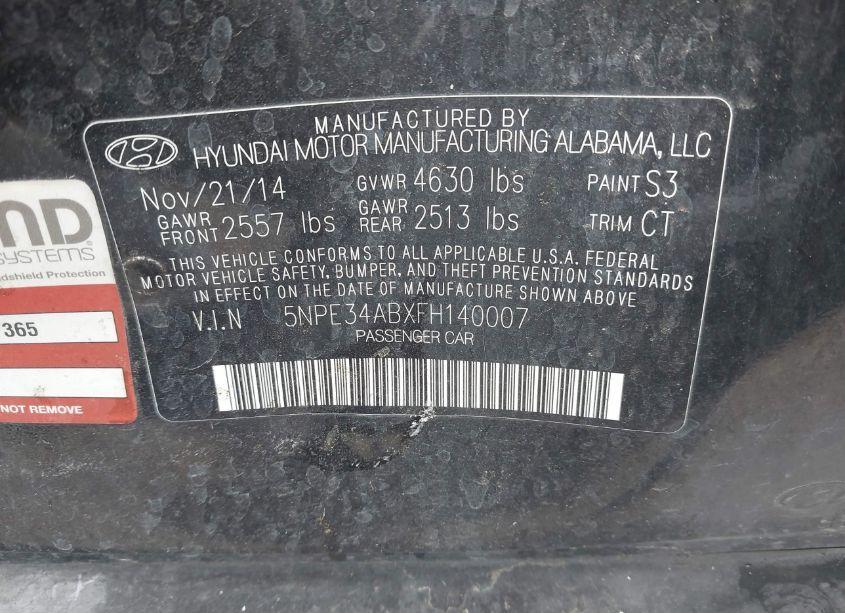 MANUFACTURED BY
HYUNDAI MOTOR MANUFACTURING ALABAMA, LLC
Nov/21/14 GVWR 4630 lbs PAINT S3
GAWR FRONT 2557 lbs GAWR REAR 2513 lbs TRIM CT
THIS VEHICLE CONFORMS TO ALL APPLICABLE U.S.A. FEDERAL
MOTOR VEHICLE SAFETY, BUMPER, AND THEFT PREVENTION STANDARDS
IN EFFECT ON THE DATE OF MANUFACTURE SHOWN ABOVE
V.I.N 5NPE34ABXFH140007
PASSENGER CAR
ND
SYSTEMS
dshield Protection
365
NOT REMOVE